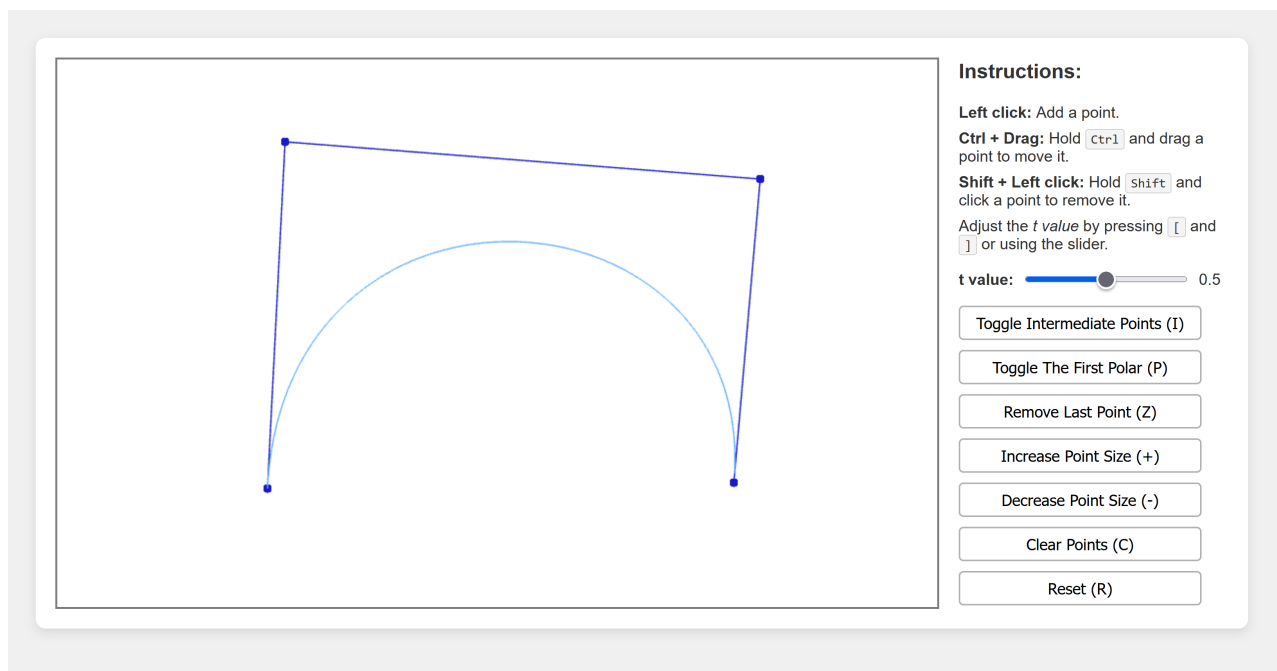 Instructions:
Left click: Add a point.
Ctrl + Drag: Hold Ctrl and drag a
point to move it.
Shift + Left click: Hold Shift and
click a point to remove it.
Adjust the t value by pressing [ and
] or using the slider.
t value: 0.5
Toggle Intermediate Points (I)
Toggle The First Polar (P)
Remove Last Point (Z)
Increase Point Size (+)
Decrease Point Size (-)
Clear Points (C)
Reset (R)